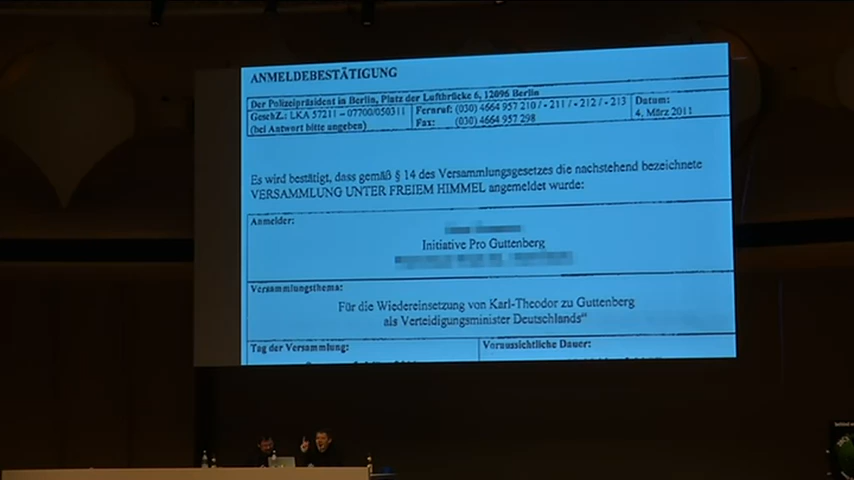 ANMELDEBESTÄTIGUNG
Der Polizeipräsident in Berlin, Platz der Luftbrücke 6, 12096 Berlin
GeschZ.: LKA 57211 – 07700/050311
(bei Antwort bitte angeben)
Fernruf: (030) 4664 957 210 / - 211 / - 212 / - 213
Fax: (030) 4664 957 298
Datum:
4. März 2011
Es wird bestätigt, dass gemäß § 14 des Versammlungsgesetzes die nachstehend bezeichnete
VERSAMMLUNG UNTER FREIEM HIMMEL angemeldet wurde:
Anmelder:
Initiative Pro Guttenberg
Versammlungsthema:
Für die Wiedereinsetzung von Karl-Theodor zu Guttenberg
als Verteidigungsminister Deutschlands“
Tag der Versammlung:
Voraussichtliche Dauer: